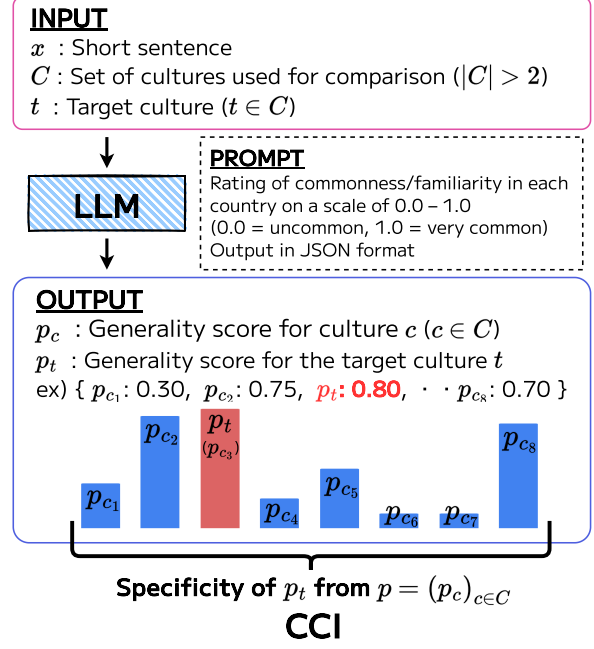 INPUT
x : Short sentence
C : Set of cultures used for comparison (|C| > 2)
t : Target culture (t ∈ C)
PROMPT
Rating of commonness/familiarity in each
country on a scale of 0.0 – 1.0
(0.0 = uncommon, 1.0 = very common)
Output in JSON format
LLM
OUTPUT
p_c : Generality score for culture c (c ∈ C)
p_t : Generality score for the target culture t
ex) { p_c₁: 0.30, p_c₂: 0.75, p_t: 0.80, · · p_c₈: 0.70 }
p_c₁
p_c₂
p_t
(p_c₃)
p_c₄
p_c₅
p_c₆
p_c₇
p_c₈
Specificity of p_t from p = (p_c)_c∈C
CCI